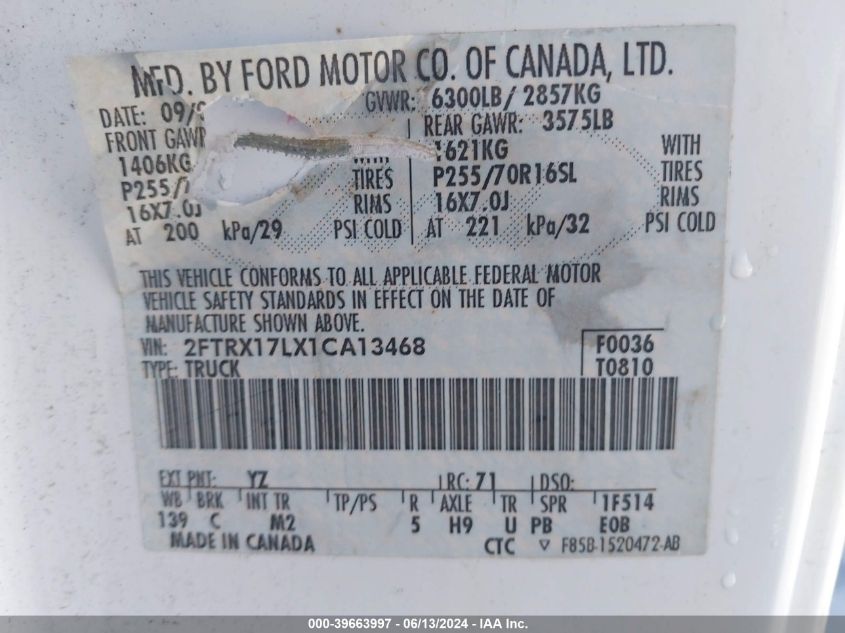 MFD. BY FORD MOTOR CO. OF CANADA, LTD.
DATE: 09/ GVWR: 6300LB/ 2857KG
FRONT GAWR REAR GAWR: 3575LB
1406KG 1621KG WITH
P255/ TIRES P255/70R16SL TIRES
16X7.0J RIMS 16X7.0J RIMS
AT 200 kPa/29 PSI COLD AT 221 kPa/32 PSI COLD
THIS VEHICLE CONFORMS TO ALL APPLICABLE FEDERAL MOTOR
VEHICLE SAFETY STANDARDS IN EFFECT ON THE DATE OF
MANUFACTURE SHOWN ABOVE.
VIN: 2FTRX17LX1CA13468 F0036
TYPE: TRUCK T0810
EXT PNT: YZ RC: 71 DSO:
WB BRK INT TR TP/PS R AXLE TR SPR 1F514
139 C M2 5 H9 U PB E0B
MADE IN CANADA CTC ▽ F85B-1520472-AB
000-39663997 / 06/13/2024 - IAA Inc.